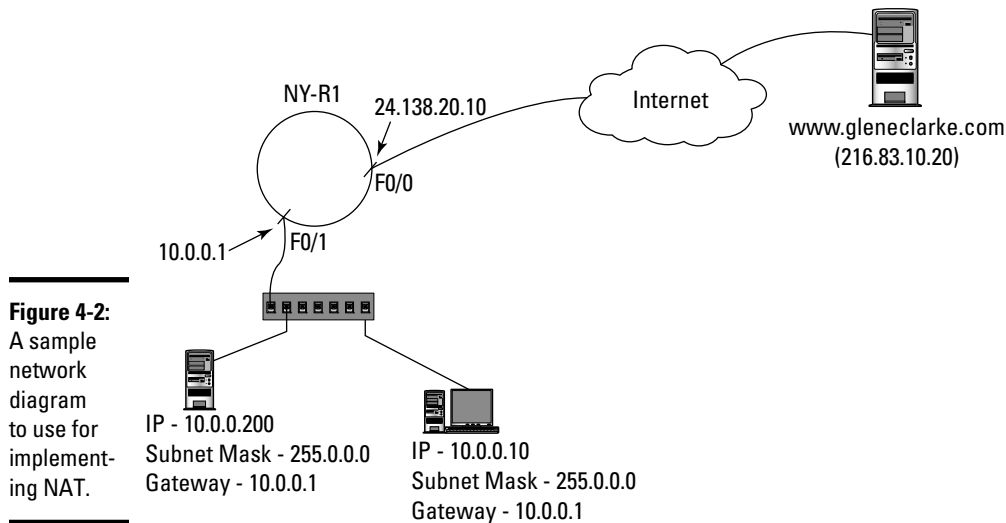 NY-R1
24.138.20.10
Internet
www.gleneclarke.com
(216.83.10.20)
F0/0
10.0.0.1
F0/1
Figure 4-2:
A sample
network
diagram
to use for
implement-
ing NAT.
IP - 10.0.0.200
Subnet Mask - 255.0.0.0
Gateway - 10.0.0.1
IP - 10.0.0.10
Subnet Mask - 255.0.0.0
Gateway - 10.0.0.1